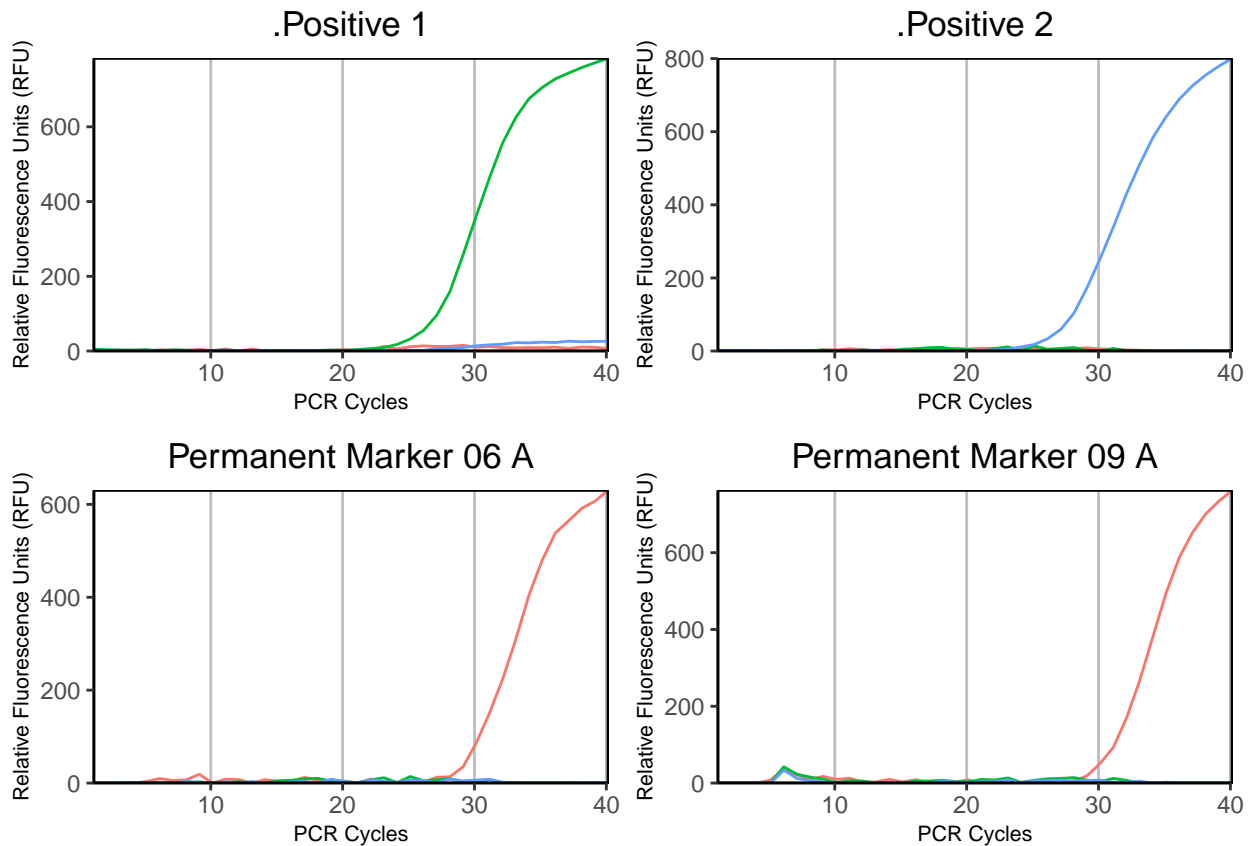 .Positive 1
Relative Fluorescence Units (RFU)
600
400
200
0
10 20 30 40
PCR Cycles
.Positive 2
Relative Fluorescence Units (RFU)
800
600
400
200
0
10 20 30 40
PCR Cycles
Permanent Marker 06 A
Relative Fluorescence Units (RFU)
600
400
200
0
10 20 30 40
PCR Cycles
Permanent Marker 09 A
Relative Fluorescence Units (RFU)
600
400
200
0
10 20 30 40
PCR Cycles